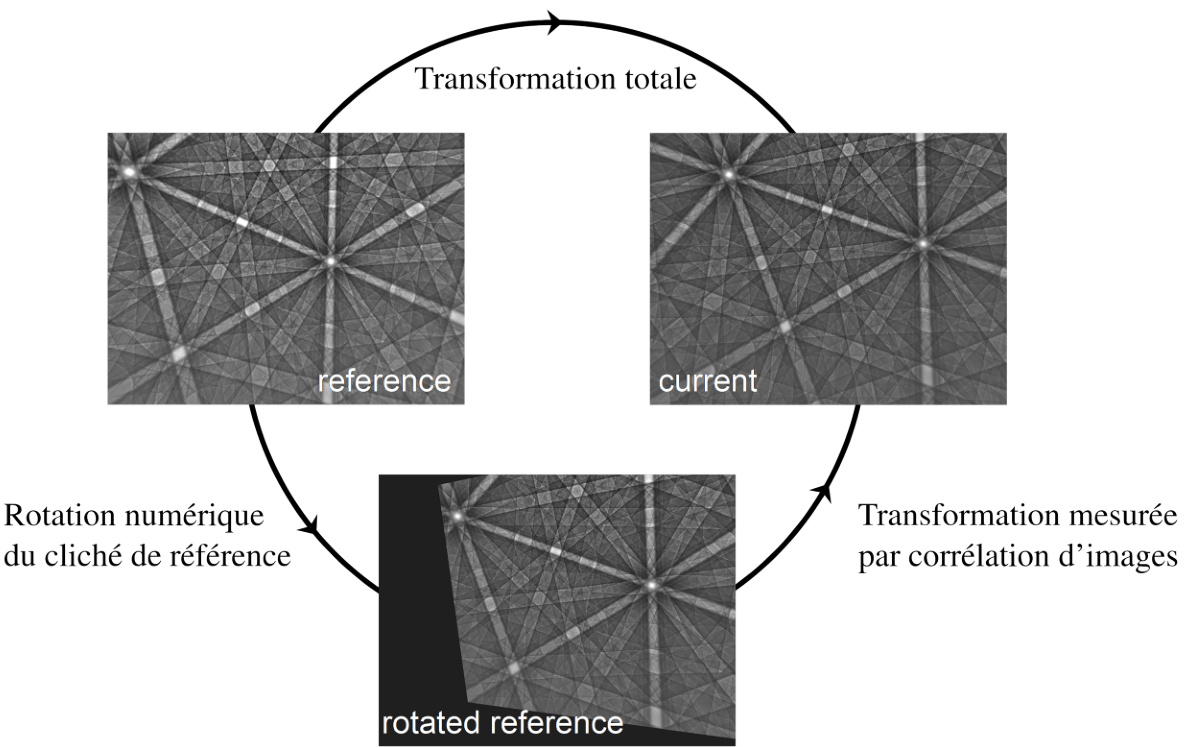 Transformation totale
reference
current
Rotation numérique
du cliché de référence
Transformation mesurée
par corrélation d’images
rotated reference